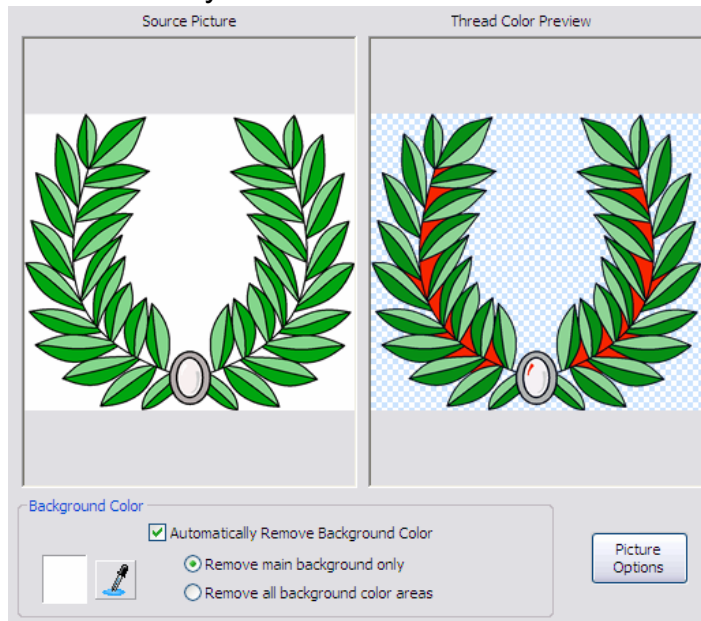 Source Picture
Thread Color Preview
Background Color
Automatically Remove Background Color
Remove main background only
Remove all background color areas
Picture
Options